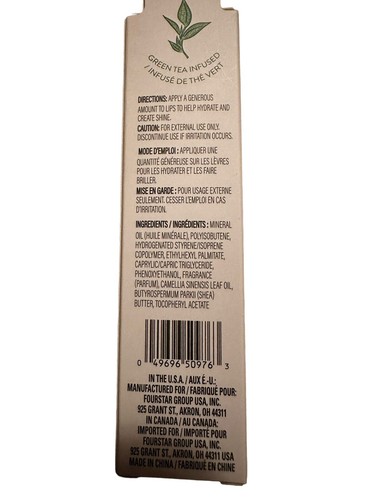 GREEN TEA INFUSED
/ INFUSÉ DE THÉ VERT
DIRECTIONS: APPLY A GENEROUS
AMOUNT TO LIPS TO HELP HYDRATE AND
CREATE SHINE.
CAUTION: FOR EXTERNAL USE ONLY.
DISCONTINUE USE IF IRRITATION OCCURS.
MODE D'EMPLOI : APPLIQUER UNE
QUANTITÉ GÉNÉREUSE SUR LES LÈVRES
POUR LES HYDRATER ET LES FAIRE
BRILLER.
MISE EN GARDE : POUR USAGE EXTERNE
SEULEMENT. CESSER L'EMPLOI EN CAS
D'IRRITATION.
INGREDIENTS / INGRÉDIENTS : MINERAL
OIL (HUILE MINÉRALE), POLYISOBUTENE,
HYDROGENATED STYRENE/ISOPRENE
COPOLYMER, ETHYLHEXYL PALMITATE,
CAPRYLIC/CAPRIC TRIGLYCERIDE,
PHENOXYETHANOL, FRAGRANCE
(PARFUM), CAMELLIA SINENSIS LEAF OIL,
BUTYROSPERMUM PARKII (SHEA)
BUTTER, TOCOPHERYL ACETATE
0 49696 50976 3
IN THE U.S.A. / AUX É.-U.:
MANUFACTURED FOR / FABRIQUÉ POUR:
FOURSTAR GROUP USA, INC.
925 GRANT ST., AKRON, OH 44311
IN CANADA / AU CANADA:
IMPORTED FOR / IMPORTÉ POUR
FOURSTAR GROUP USA, INC.
925 GRANT ST., AKRON, OH 44311
MADE IN CHINA / FABRIQUÉ EN CHINE